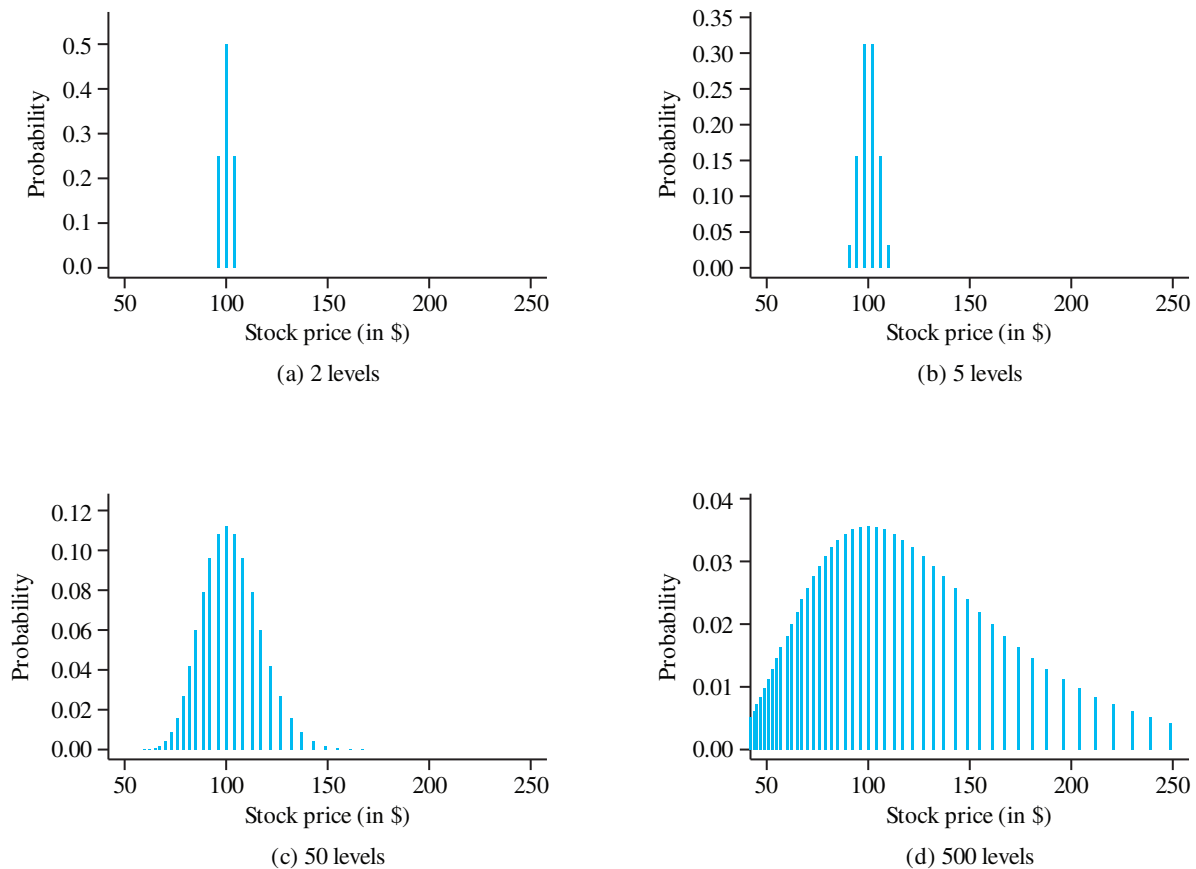 Probability
0.5
0.4
0.3
0.2
0.1
0.0
50 100 150 200 250
Stock price (in $)
(a) 2 levels
Probability
0.35
0.30
0.25
0.20
0.15
0.10
0.05
0.00
50 100 150 200 250
Stock price (in $)
(b) 5 levels
Probability
0.12
0.10
0.08
0.06
0.04
0.02
0.00
50 100 150 200 250
Stock price (in $)
(c) 50 levels
Probability
0.04
0.03
0.02
0.01
0.00
50 100 150 200 250
Stock price (in $)
(d) 500 levels